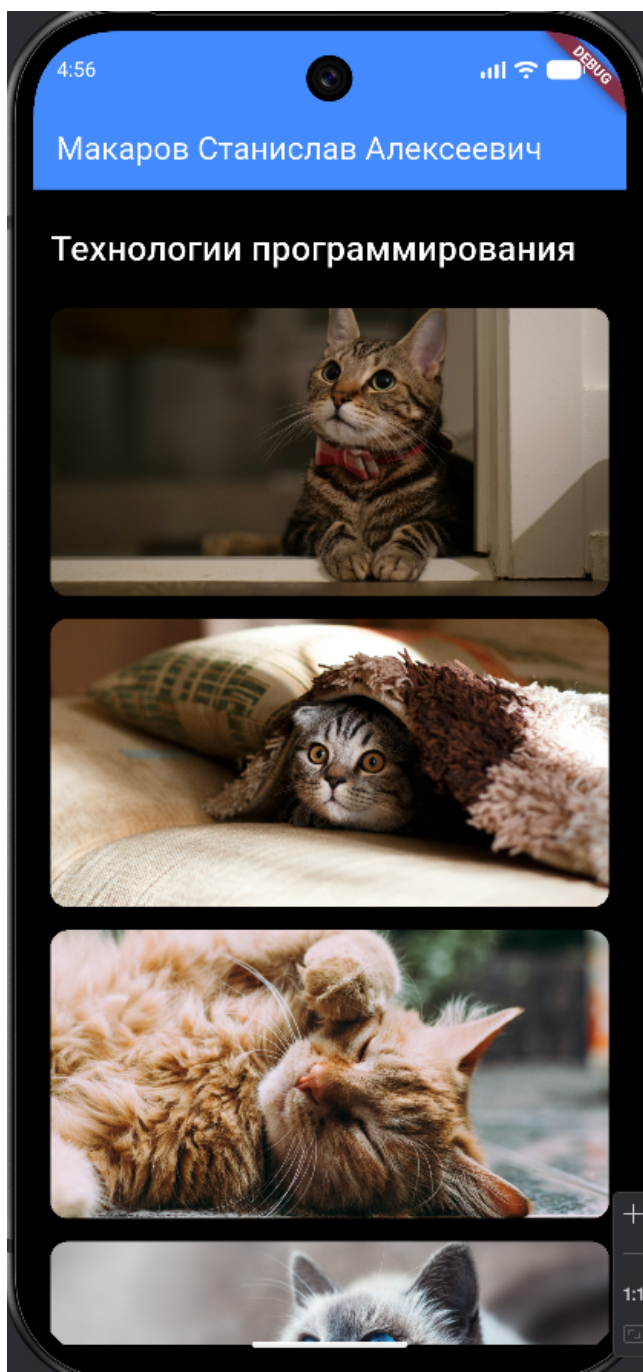 4:56
DEBUG
Макаров Станислав Алексеевич
Технологии программирования
1:1